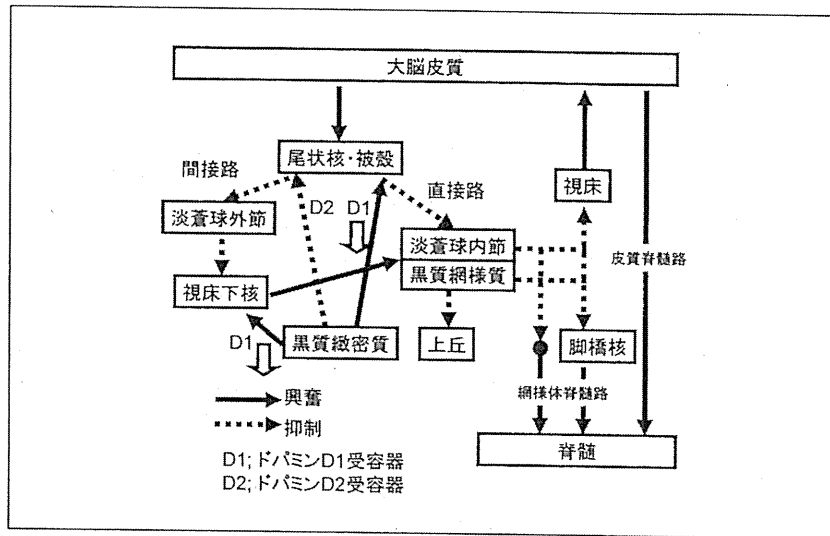 大脳皮質
尾状核・被殻
間接路
直接路
視床
D2 D1
淡蒼球外節
淡蒼球内節
黒質網様質
皮質脊髄路
視床下核
D1
黒質緻密質
上丘
脚橋核
網様体脊髄路
興奮
抑制
脊髄
D1;ドパミンD1受容器
D2;ドパミンD2受容器